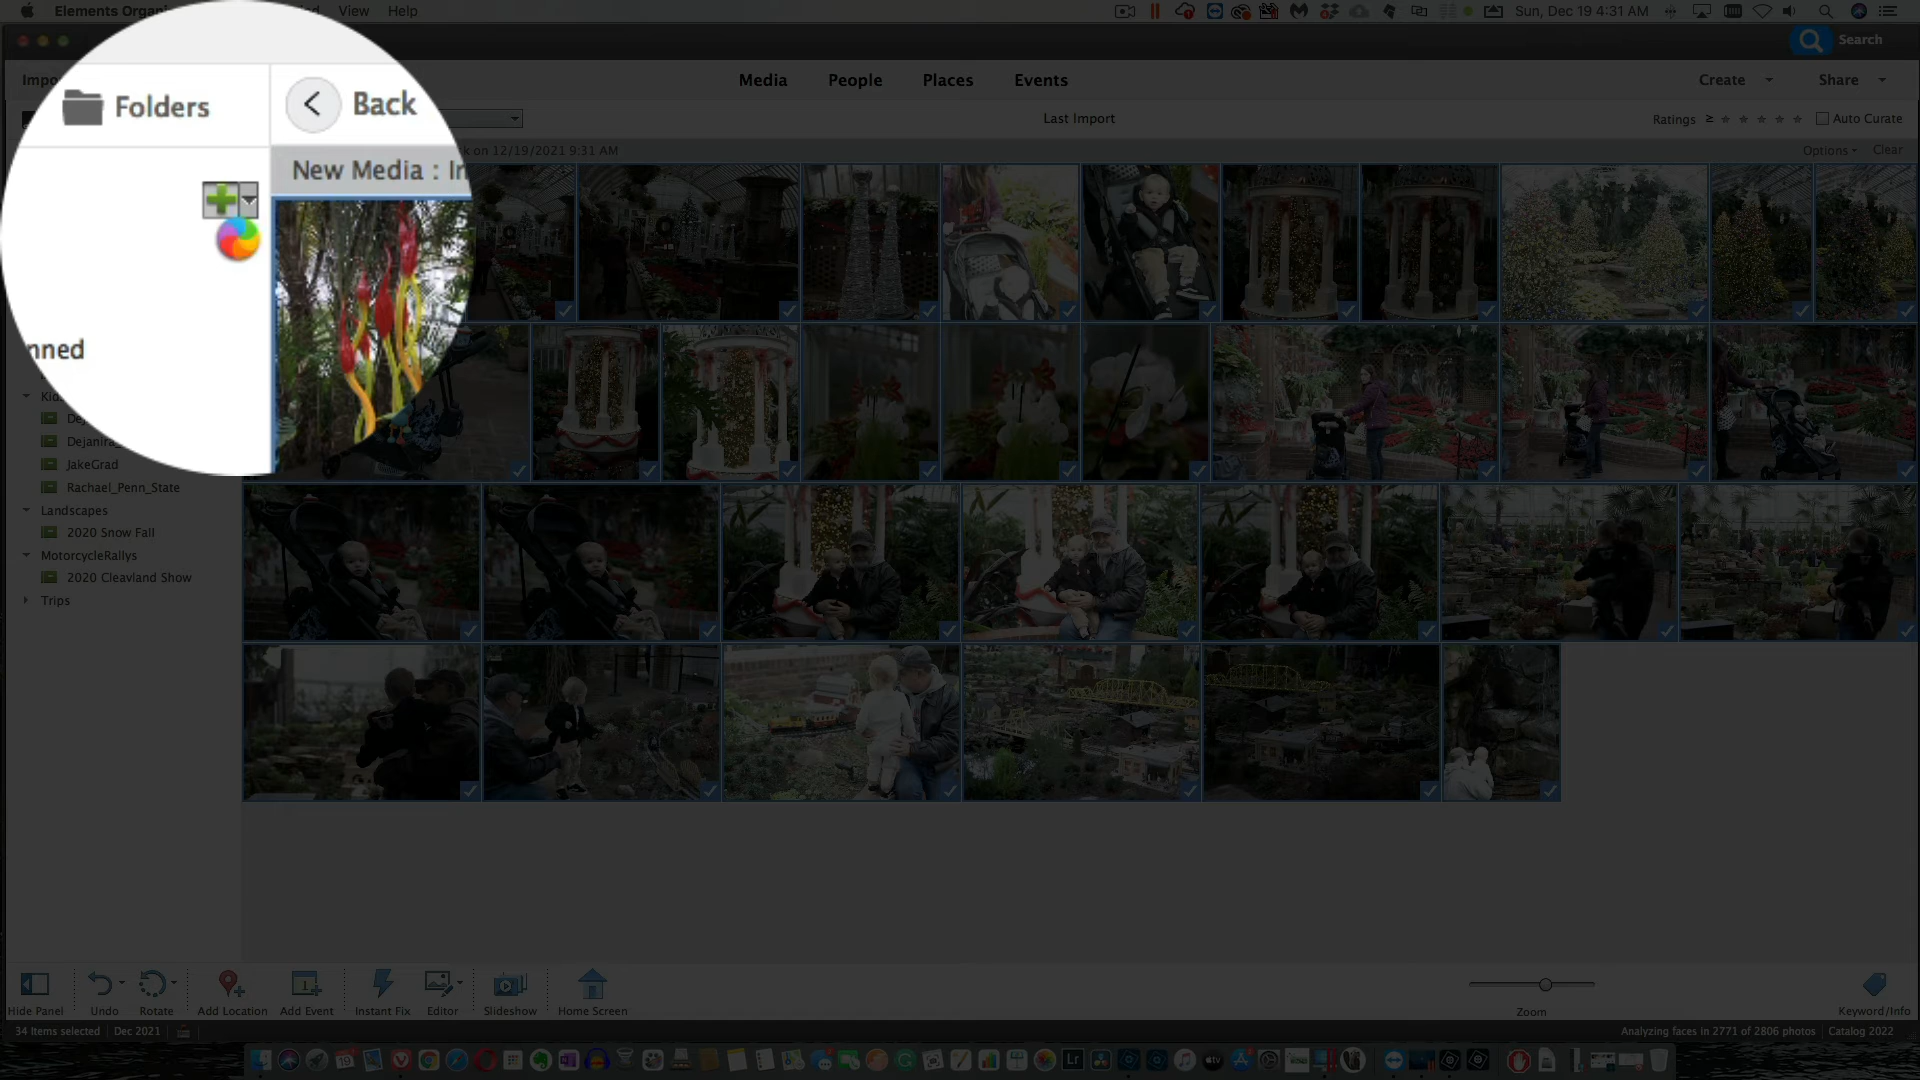 Elements Orga
View
Help
Sun, Dec 19 4:31 AM
Search
Impo
Media
People
Places
Events
Create
Share
Folders
Back
Last Import
Ratings ≥
Auto Curate
New Media : Im
k on 12/19/2021 9:31 AM
Options
Clear
nned
JakeGrad
Rachael_Penn_State
Landscapes
2020 Snow Fall
MotorcycleRallys
2020 Cleavland Show
Trips
Hide Panel
Undo
Rotate
Add Location
Add Event
Instant Fix
Editor
Slideshow
Home Screen
Zoom
Keyword/Info
34 Items selected
Dec 2021
Analyzing faces in 2771 of 2806 photos
Catalog 2022